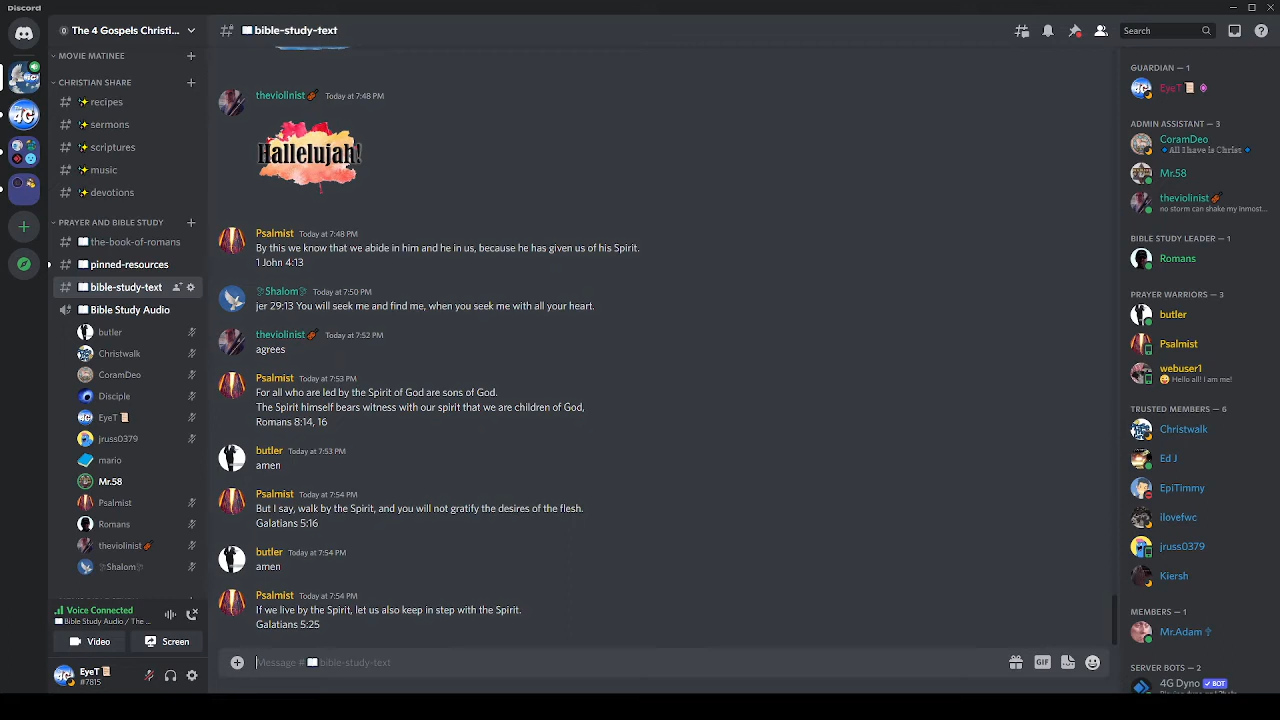 Discord
The 4 Gospels Christi...
MOVIE MATINEE
CHRISTIAN SHARE
recipes
sermons
scriptures
music
devotions
PRAYER AND BIBLE STUDY
the-book-of-romans
pinned-resources
bible-study-text
Bible Study Audio
butler
Christwalk
CoramDeo
Disciple
EyeT
jruss0379
mario
Mr.58
Psalmist
Romans
theviolinist
Shalom
Voice Connected
Bible Study Audio / The ...
Video
Screen
EyeT
#7815
bible-study-text
Search
theviolinist Today at 7:48 PM
Hallelujah!
Psalmist Today at 7:48 PM
By this we know that we abide in him and he in us, because he has given us of his Spirit.
1 John 4:13
Shalom Today at 7:50 PM
jer 29:13 You will seek me and find me, when you seek me with all your heart.
theviolinist Today at 7:52 PM
agrees
Psalmist Today at 7:53 PM
For all who are led by the Spirit of God are sons of God.
The Spirit himself bears witness with our spirit that we are children of God,
Romans 8:14, 16
butler Today at 7:53 PM
amen
Psalmist Today at 7:54 PM
But I say, walk by the Spirit, and you will not gratify the desires of the flesh.
Galatians 5:16
butler Today at 7:54 PM
amen
Psalmist Today at 7:54 PM
If we live by the Spirit, let us also keep in step with the Spirit.
Galatians 5:25
Message # bible-study-text
GIF
GUARDIAN — 1
EyeT
ADMIN ASSISTANT — 3
CoramDeo
All I have is Christ
Mr.58
theviolinist
no storm can shake my inmost...
BIBLE STUDY LEADER — 1
Romans
PRAYER WARRIORS — 3
butler
Psalmist
webuser1
Hello all! I am me!
TRUSTED MEMBERS — 6
Christwalk
Ed J
EpiTimmy
ilovefwc
jruss0379
Kiersh
MEMBERS — 1
Mr.Adam
SERVER BOTS — 2
4G Dyno BOT